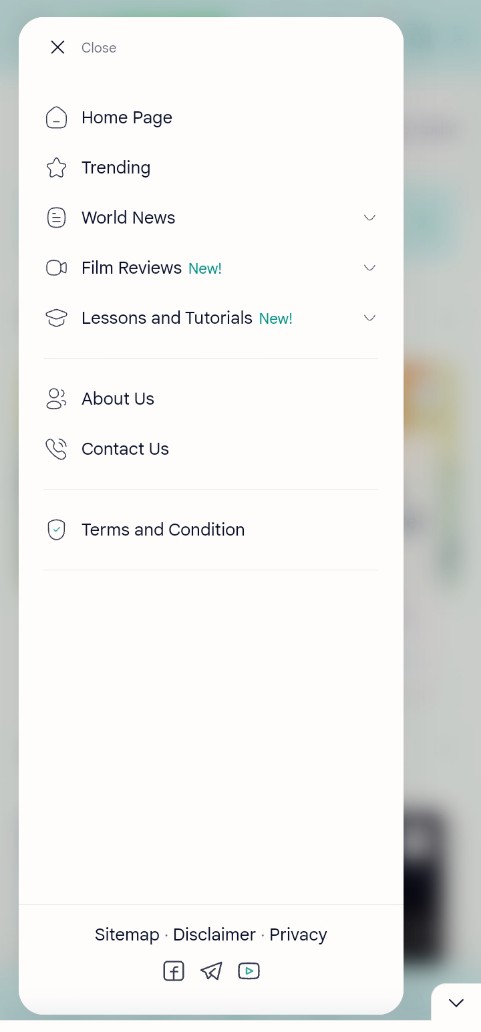 Close
Home Page
Trending
World News
Film Reviews New!
Lessons and Tutorials New!
About Us
Contact Us
Terms and Condition
Sitemap · Disclaimer · Privacy